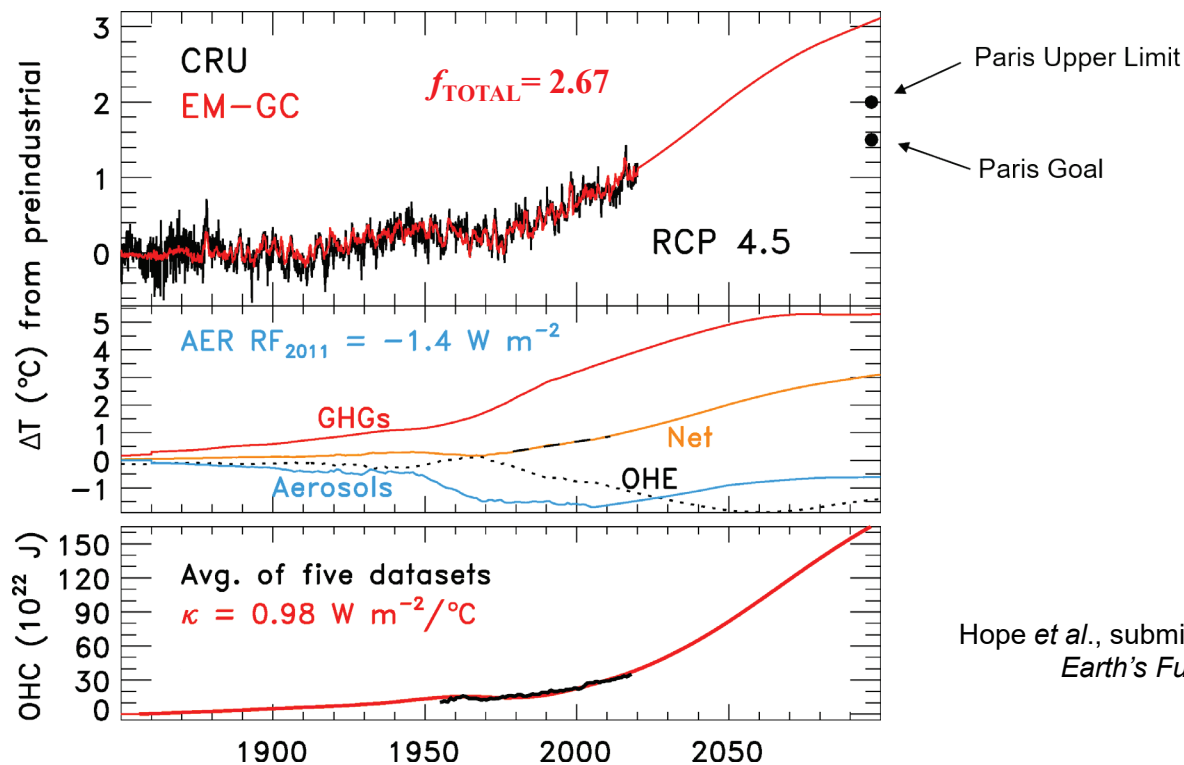 3
2
1
0
ΔT (°C) from preindustrial
CRU
EM−GC
f_TOTAL = 2.67
RCP 4.5
Paris Upper Limit
Paris Goal
5
4
3
2
1
0
−1
AER RF₂₀₁₁ = −1.4 W m⁻²
GHGs
Net
Aerosols
OHE
150
120
90
60
30
0
OHC (10²² J)
Avg. of five datasets
κ = 0.98 W m⁻²/°C
1900 1950 2000 2050
Hope et al., submi
Earth's Fu